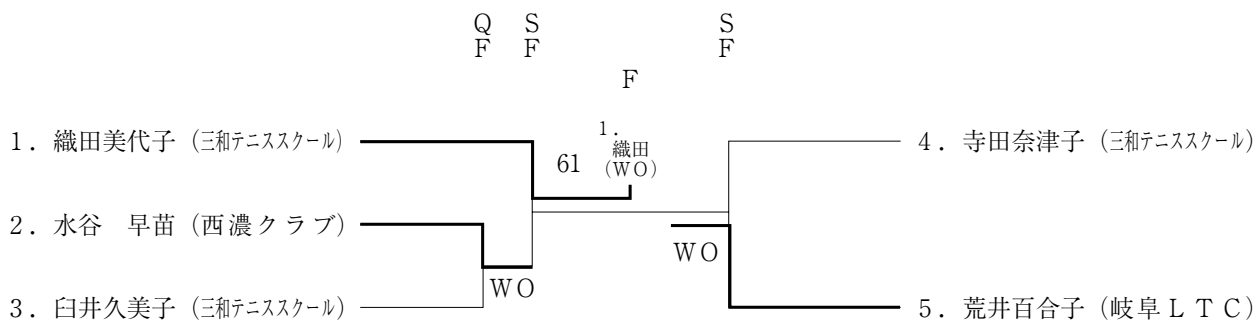 QF
SF
SF
F
1. 織田美代子（三和テニススクール）
2. 水谷　早苗（西濃クラブ）
3. 臼井久美子（三和テニススクール）
61
1.
織田
(WO)
WO
WO
4. 寺田奈津子（三和テニススクール）
5. 荒井百合子（岐阜ＬＴＣ）